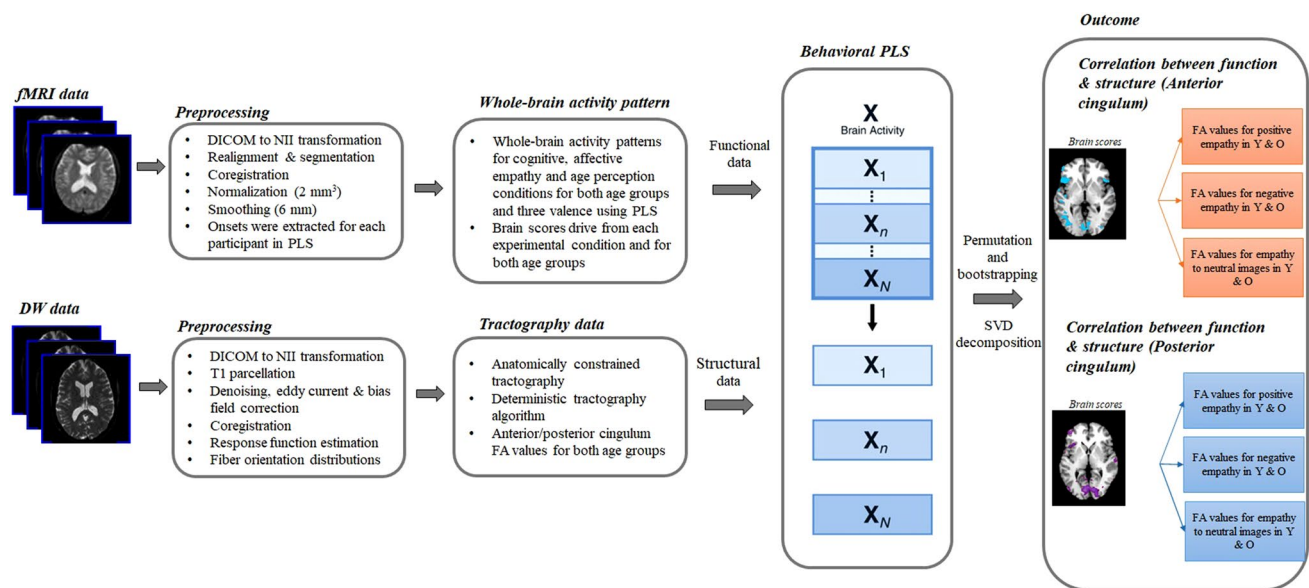 fMRI data
Preprocessing
• DICOM to NII transformation
• Realignment & segmentation
• Coregistration
• Normalization (2 mm³)
• Smoothing (6 mm)
• Onsets were extracted for each
participant in PLS
Whole-brain activity pattern
• Whole-brain activity patterns
for cognitive, affective
empathy and age perception
conditions for both age groups
and three valence using PLS
• Brain scores drive from each
experimental condition and for
both age groups
Functional
data
DW data
Preprocessing
• DICOM to NII transformation
• T1 parcellation
• Denoising, eddy current & bias
field correction
• Coregistration
• Response function estimation
• Fiber orientation distributions
Tractography data
• Anatomically constrained
tractography
• Deterministic tractography
algorithm
• Anterior/posterior cingulum
FA values for both age groups
Structural
data
Behavioral PLS
X
Brain Activity
X1
Xn
XN
X1
Xn
XN
Permutation
and
bootstrapping
SVD
decomposition
Outcome
Correlation between function
& structure (Anterior
cingulum)
Brain scores
FA values for positive
empathy in Y & O
FA values for negative
empathy in Y & O
FA values for empathy
to neutral images in Y
& O
Correlation between function
& structure (Posterior
cingulum)
Brain scores
FA values for positive
empathy in Y & O
FA values for negative
empathy in Y & O
FA values for empathy
to neutral images in Y
& O